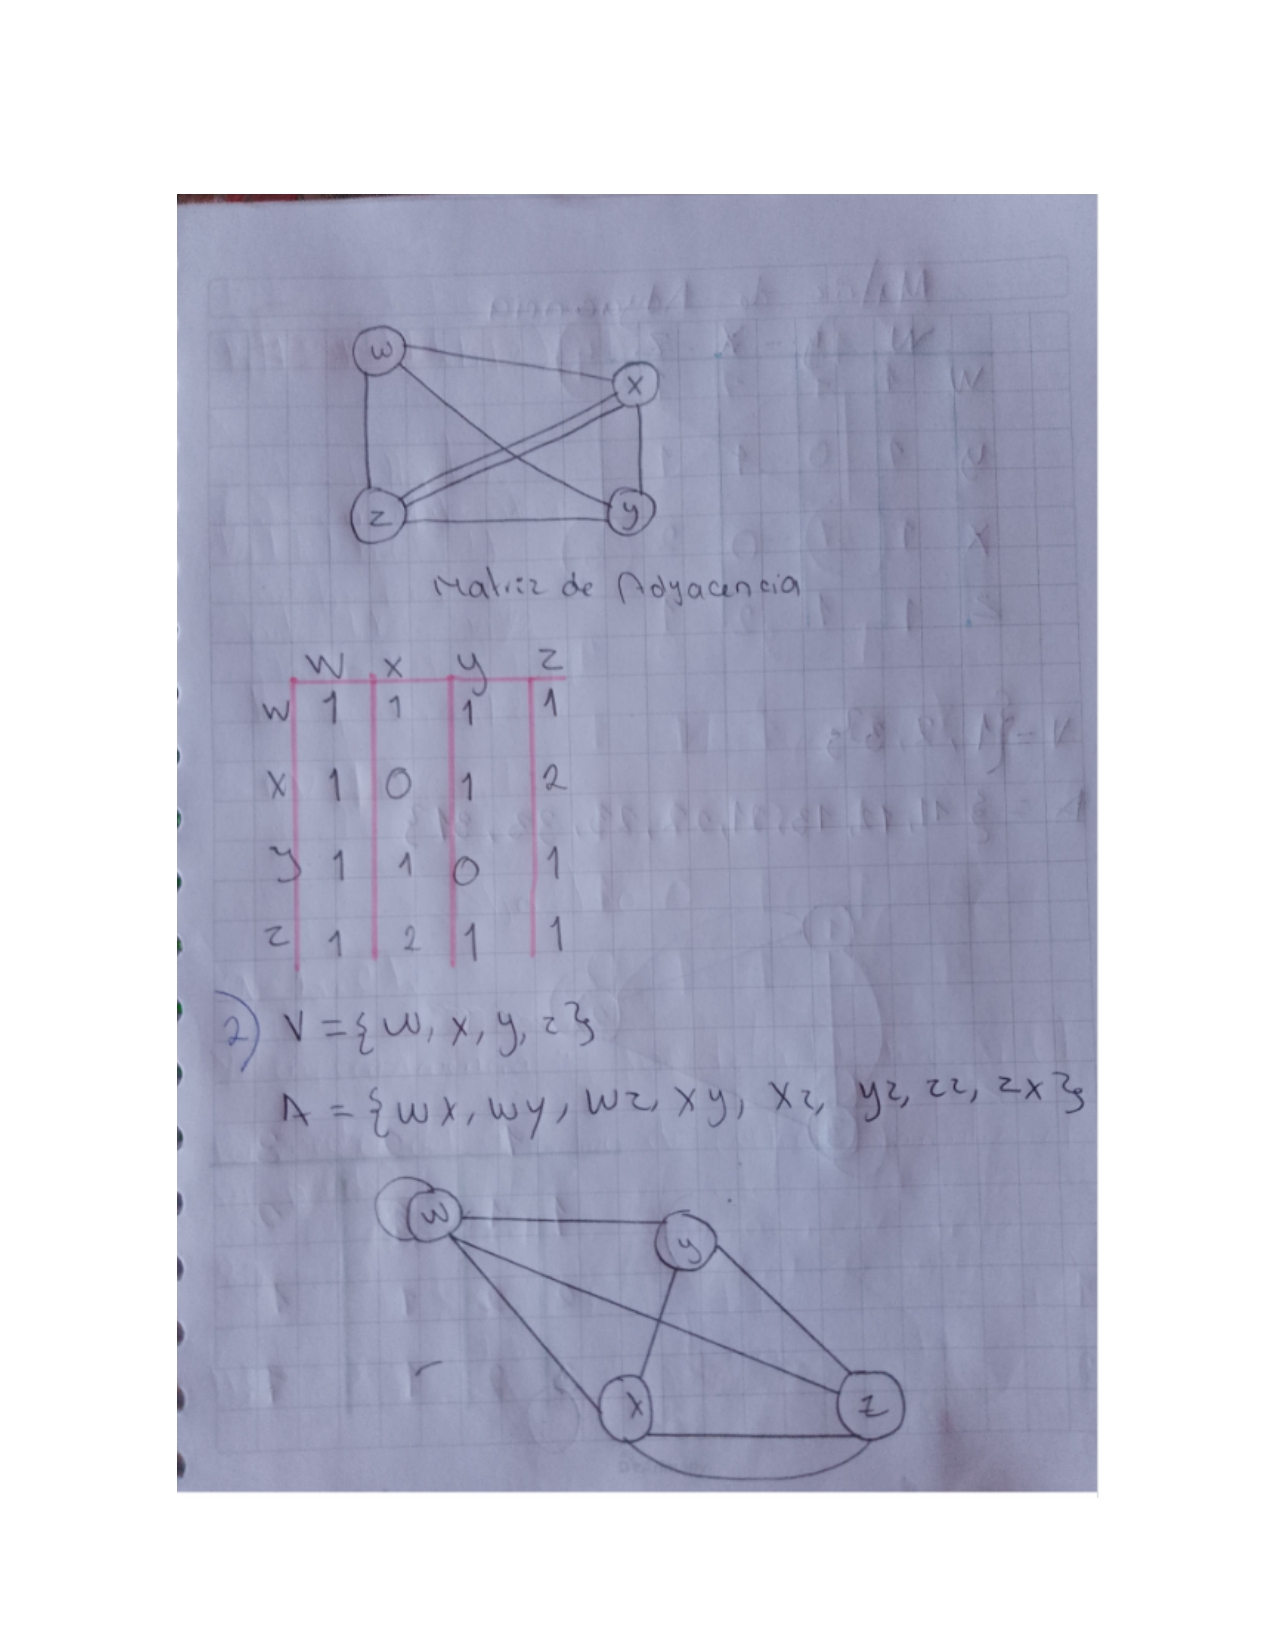 w
x
z
y
Matriz de Adyacencia
w x y z
w 1 1 1 1
x 1 0 1 2
y 1 1 0 1
z 1 2 1 1
2) V = {w, x, y, z}
A = {wx, wy, wz, xy, xz, yz, zz, zx}
w
y
x
z